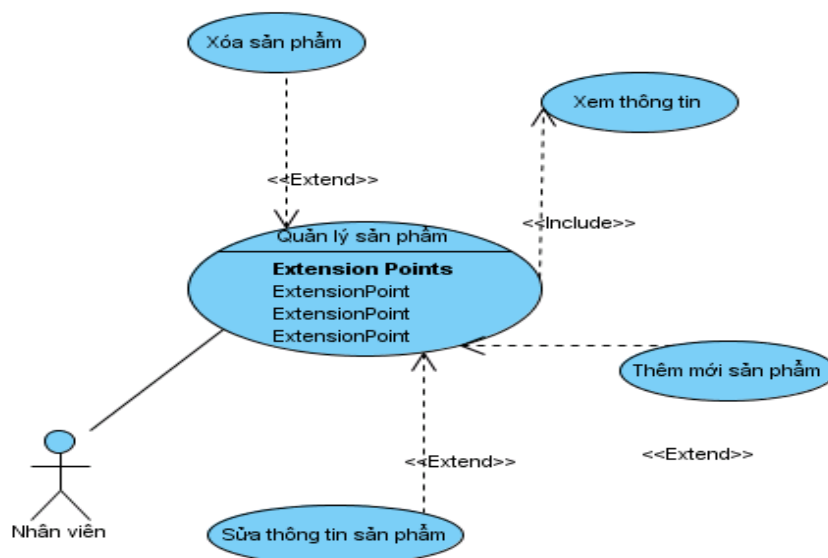 Xóa sản phẩm
Xem thông tin
<<Extend>>
<<Include>>
Quản lý sản phẩm
Extension Points
ExtensionPoint
ExtensionPoint
ExtensionPoint
Thêm mới sản phẩm
<<Extend>>
<<Extend>>
Nhân viên
Sửa thông tin sản phẩm